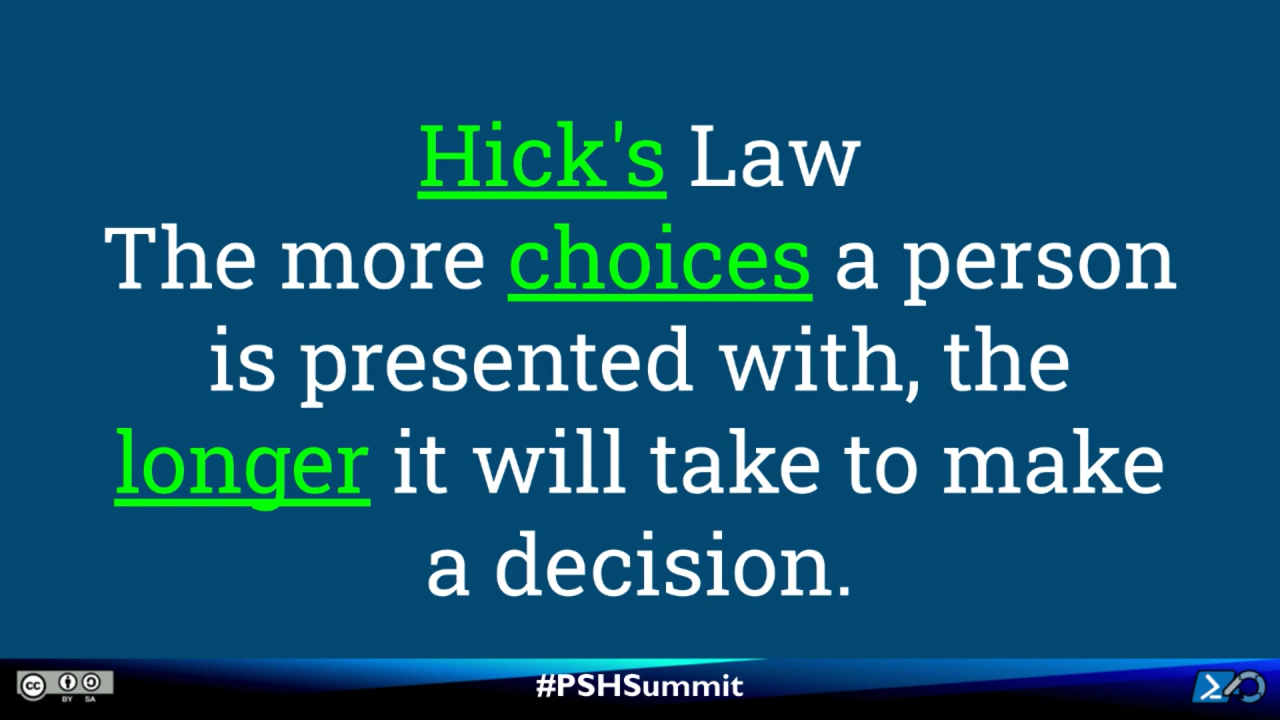 Hick's Law
The more choices a person
is presented with, the
longer it will take to make
a decision.
cc
BY SA
#PSHSummit